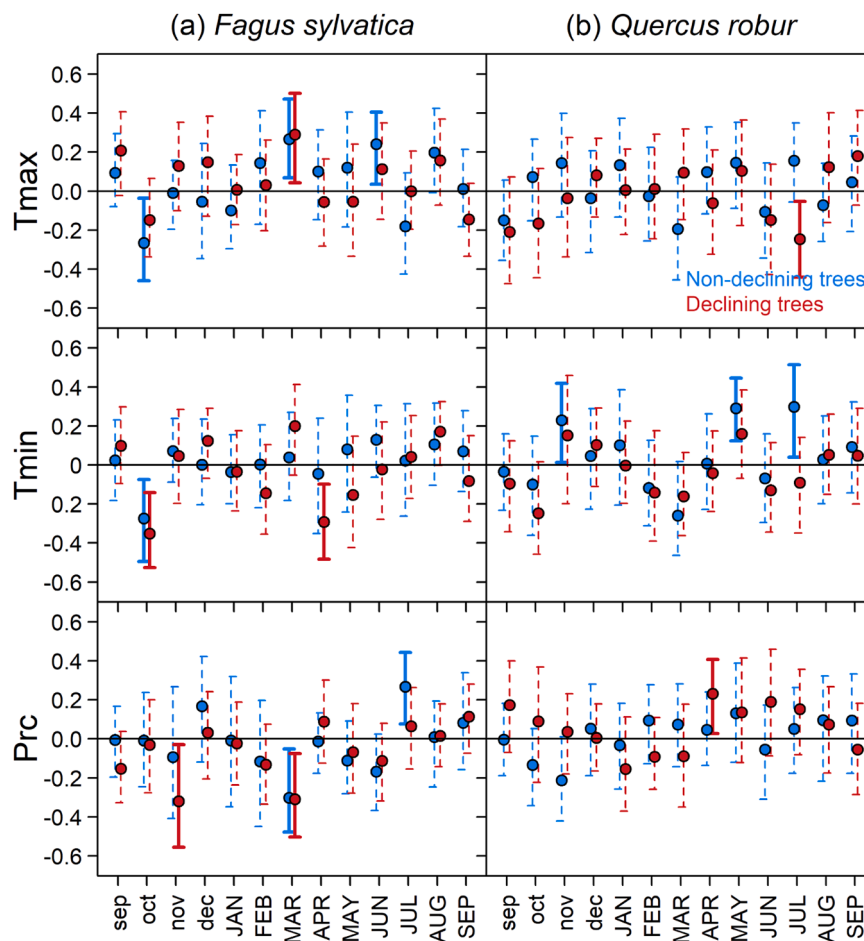 (a) Fagus sylvatica
(b) Quercus robur
Tmax
0.6
0.4
0.2
0.0
-0.2
-0.4
-0.6
Non-declining trees
Declining trees
Tmin
0.6
0.4
0.2
0
-0.2
-0.4
-0.6
Prc
0.6
0.4
0.2
0
-0.2
-0.4
-0.6
sep oct nov dec JAN FEB MAR APR MAY JUN JUL AUG SEP
sep oct nov dec JAN FEB MAR APR MAY JUN JUL AUG SEP